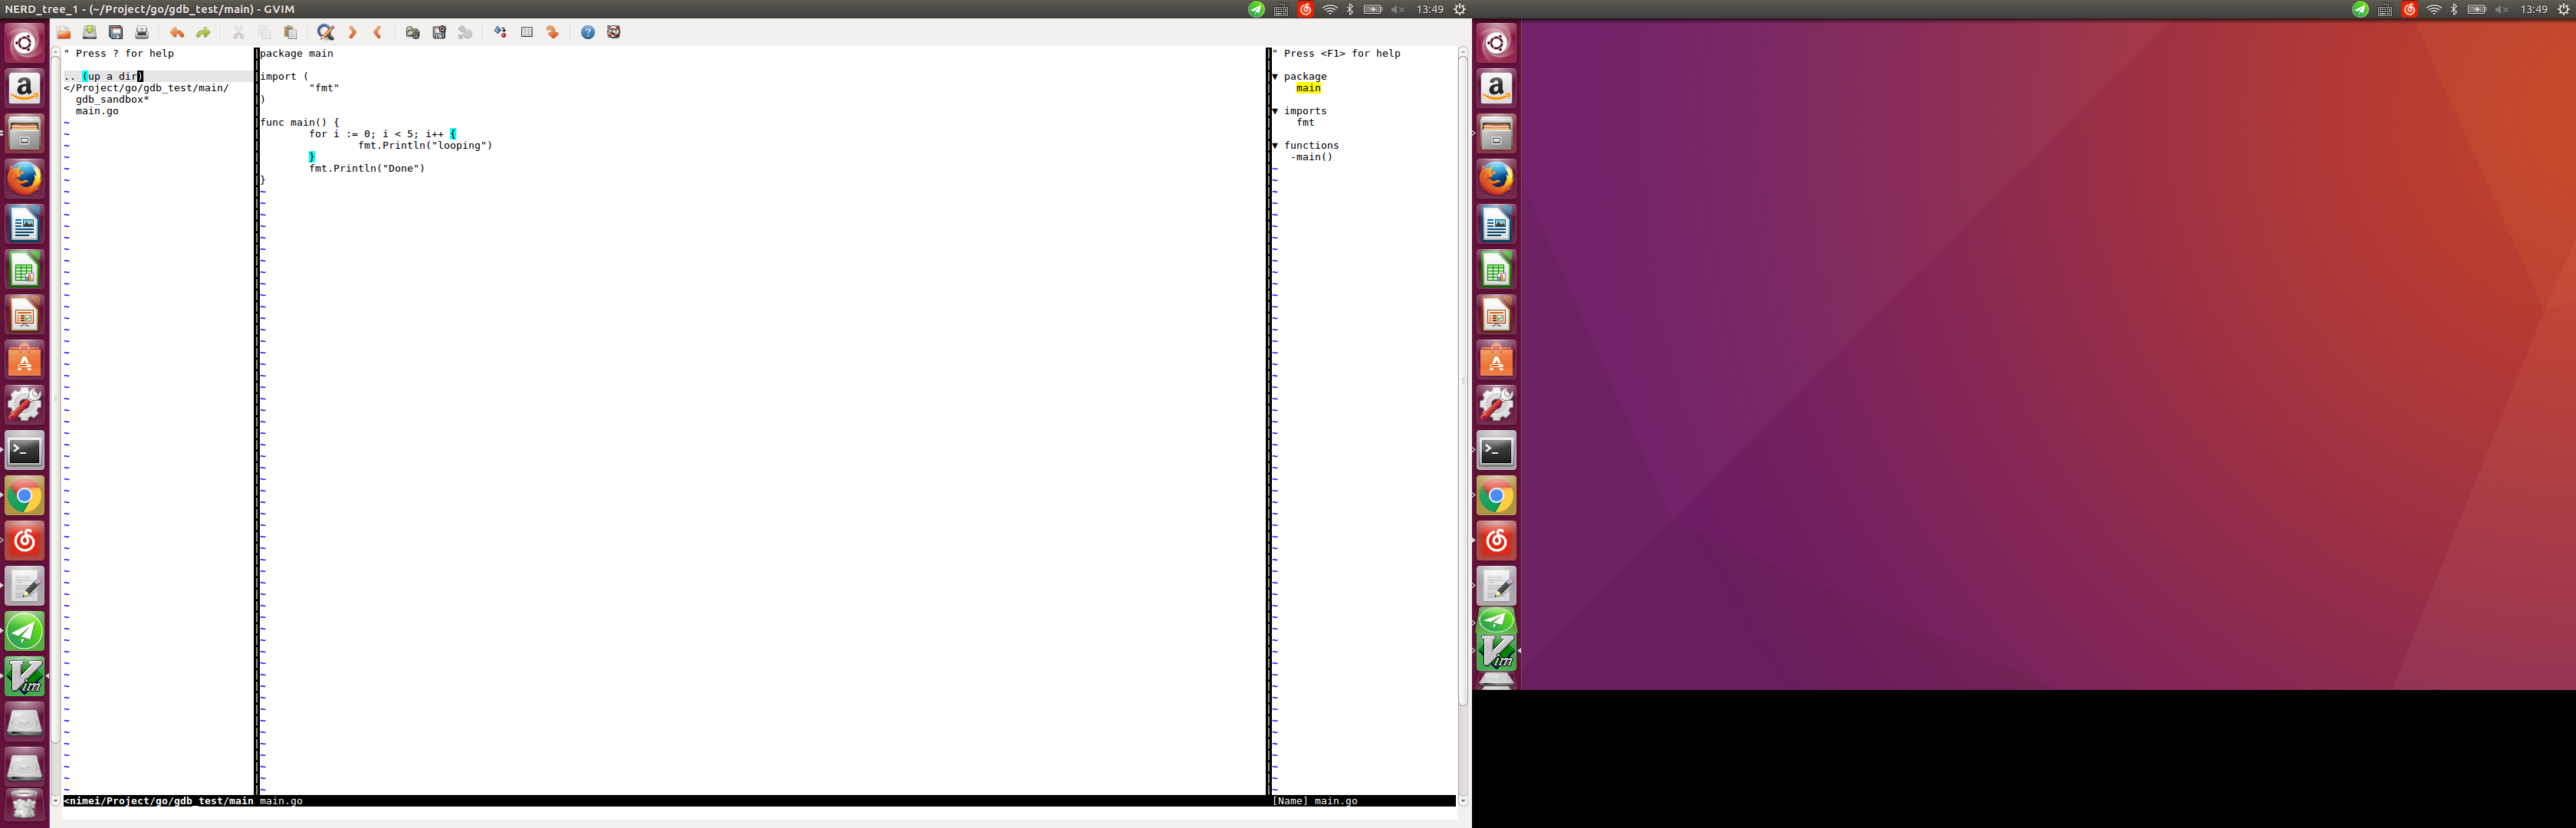 NERD_tree_1 - (~/Project/go/gdb_test/main) - GVIM
13:49
13:49
" Press ? for help
.. (up a dir)
</Project/go/gdb_test/main/
gdb_sandbox*
main.go
package main
import (
"fmt"
)
func main() {
for i := 0; i < 5; i++ {
fmt.Println("looping")
}
fmt.Println("Done")
}
" Press <F1> for help
▼ package
main
▼ imports
fmt
▼ functions
-main()
<nimei/Project/go/gdb_test/main main.go
[Name] main.go